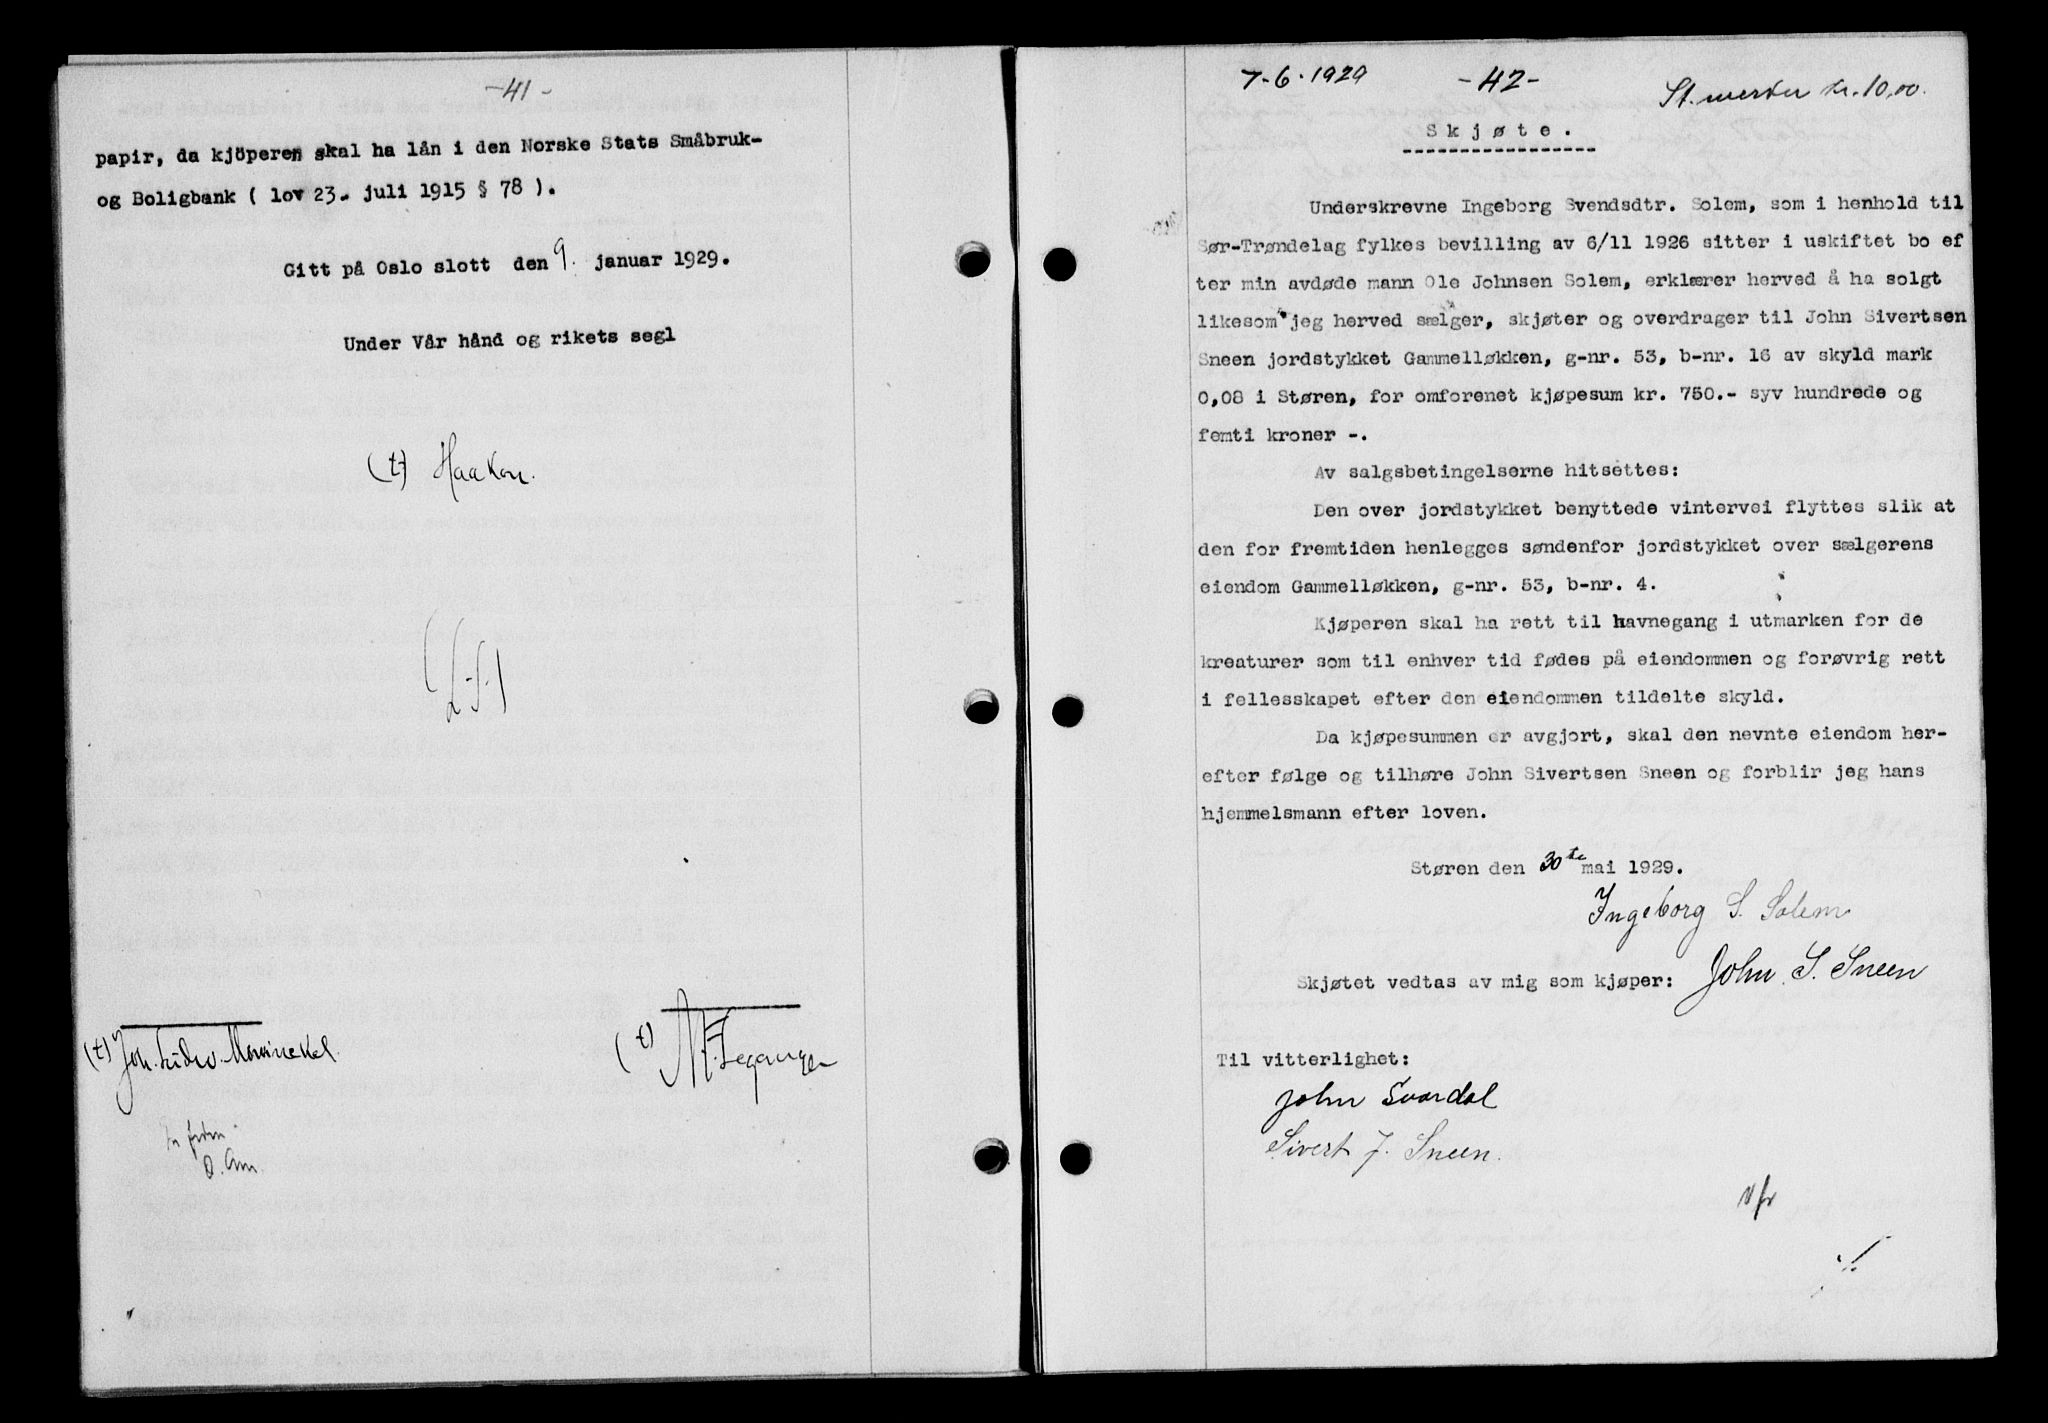 -41-
papir, da kjöperen skal ha lån i den Norske Stats Småbruk-
og Boligbank ( lov 23. juli 1915 § 78 ).
Gitt på Oslo slott den 9. januar 1929.
Under Vår hånd og rikets segl
(t) Haakon.
(L.S.)
(t)
(t)
7-6-1929
-42-
St. merker kr. 10,00.
Skjøte.
Underskrevne Ingeborg Svendsdtr. Solem, som i henhold til
Sør-Trøndelag fylkes bevilling av 6/11 1926 sitter i uskiftet bo ef
ter min avdøde mann Ole Johnsen Solem, erklærer herved å ha solgt
likesom jeg herved sælger, skjøter og overdrager til John Sivertsen
Sneen jordstykket Gammelløkken, g-nr. 53, b-nr. 16 av skyld mark
0,08 i Støren, for omforenet kjøpesum kr. 750.- syv hundrede og
femti kroner -.
Av salgsbetingelserne hitsettes:
Den over jordstykket benyttede vintervei flyttes slik at
den for fremtiden henlegges søndenfor jordstykket over sælgerens
eiendom Gammelløkken, g-nr. 53, b-nr. 4.
Kjøperen skal ha rett til havnegang i utmarken for de
kreaturer som til enhver tid fødes på eiendommen og forøvrig rett
i fellesskapet efter den eiendommen tildelte skyld.
Da kjøpesummen er avgjort, skal den nevnte eiendom her-
efter følge og tilhøre John Sivertsen Sneen og forblir jeg hans
hjemmelsmann efter loven.
Støren den 30te mai 1929.
Ingeborg S. Solem
Skjøtet vedtas av mig som kjøper: John S. Sneen
Til vitterlighet:
John Svardal
Sivert J. Sneen.